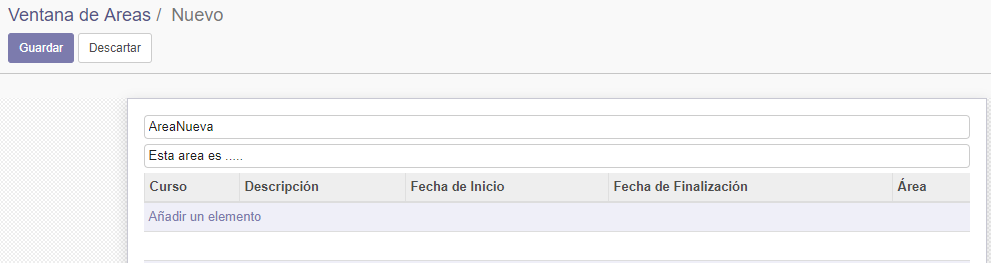 Ventana de Areas / Nuevo
Guardar Descartar
AreaNueva
Esta area es .....
Curso Descripción Fecha de Inicio Fecha de Finalización Área
Añadir un elemento